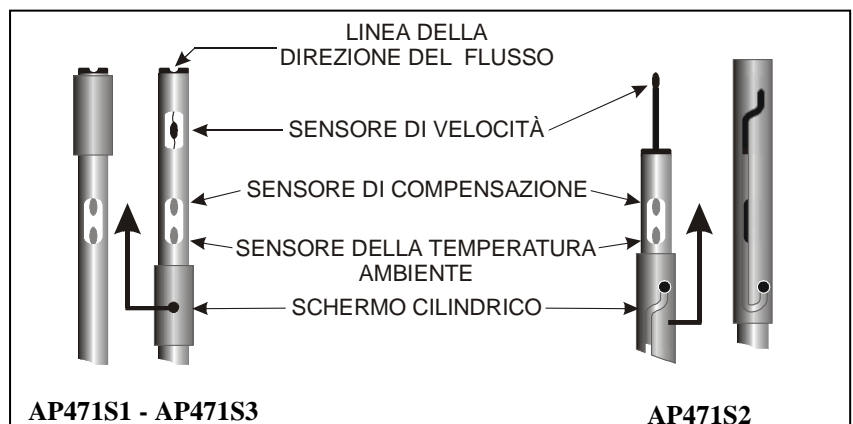 LINEA DELLA
DIREZIONE DEL FLUSSO
SENSORE DI VELOCITÀ
SENSORE DI COMPENSAZIONE
SENSORE DELLA TEMPERATURA
AMBIENTE
SCHERMO CILINDRICO
AP471S1 - AP471S3
AP471S2